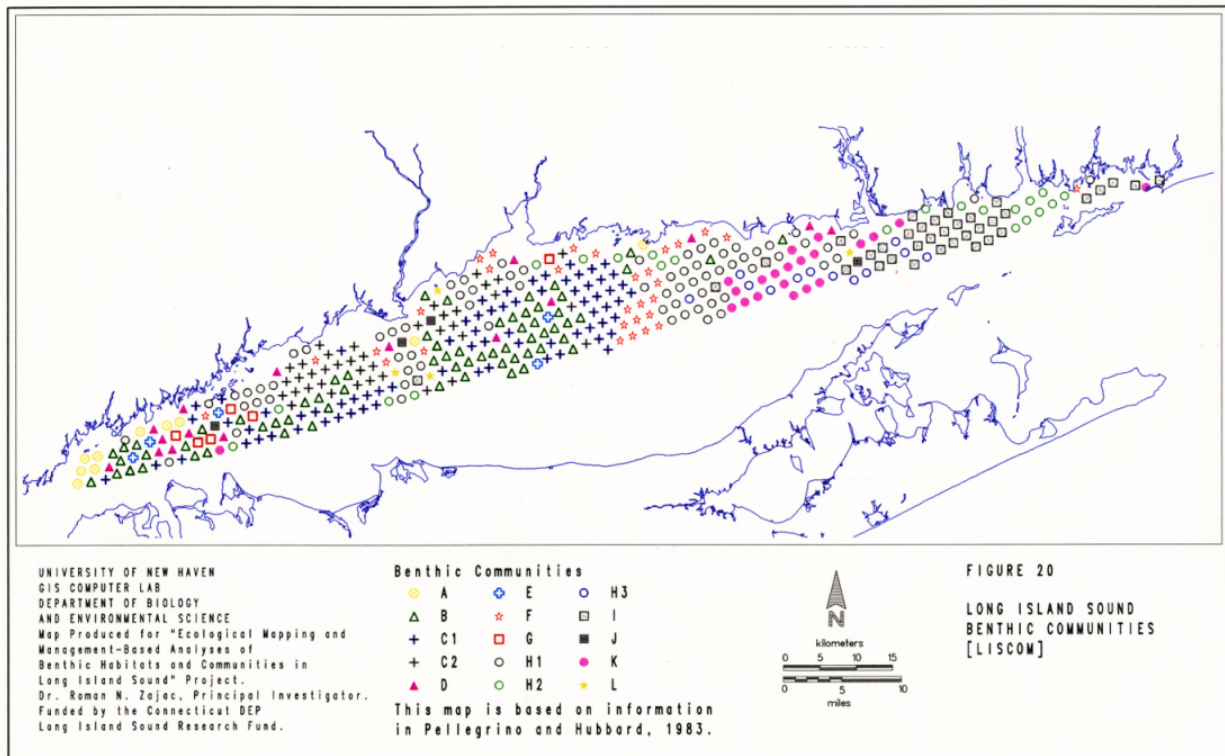 UNIVERSITY OF NEW HAVEN
GIS COMPUTER LAB
DEPARTMENT OF BIOLOGY
AND ENVIRONMENTAL SCIENCE
Map Produced for "Ecological Mapping and
Management-Based Analyses of
Benthic Habitats and Communities in
Long Island Sound" Project.
Dr. Roman N. Zajac, Principal Investigator.
Funded by the Connecticut DEP
Long Island Sound Research Fund.
Benthic Communities
A E H3
B F I
C1 G J
C2 H1 K
D H2 L
This map is based on information
in Pellegrino and Hubbard, 1983.
N
kilometers
0 5 10 15
0 5 10
miles
FIGURE 20
LONG ISLAND SOUND
BENTHIC COMMUNITIES
[LISCOM]